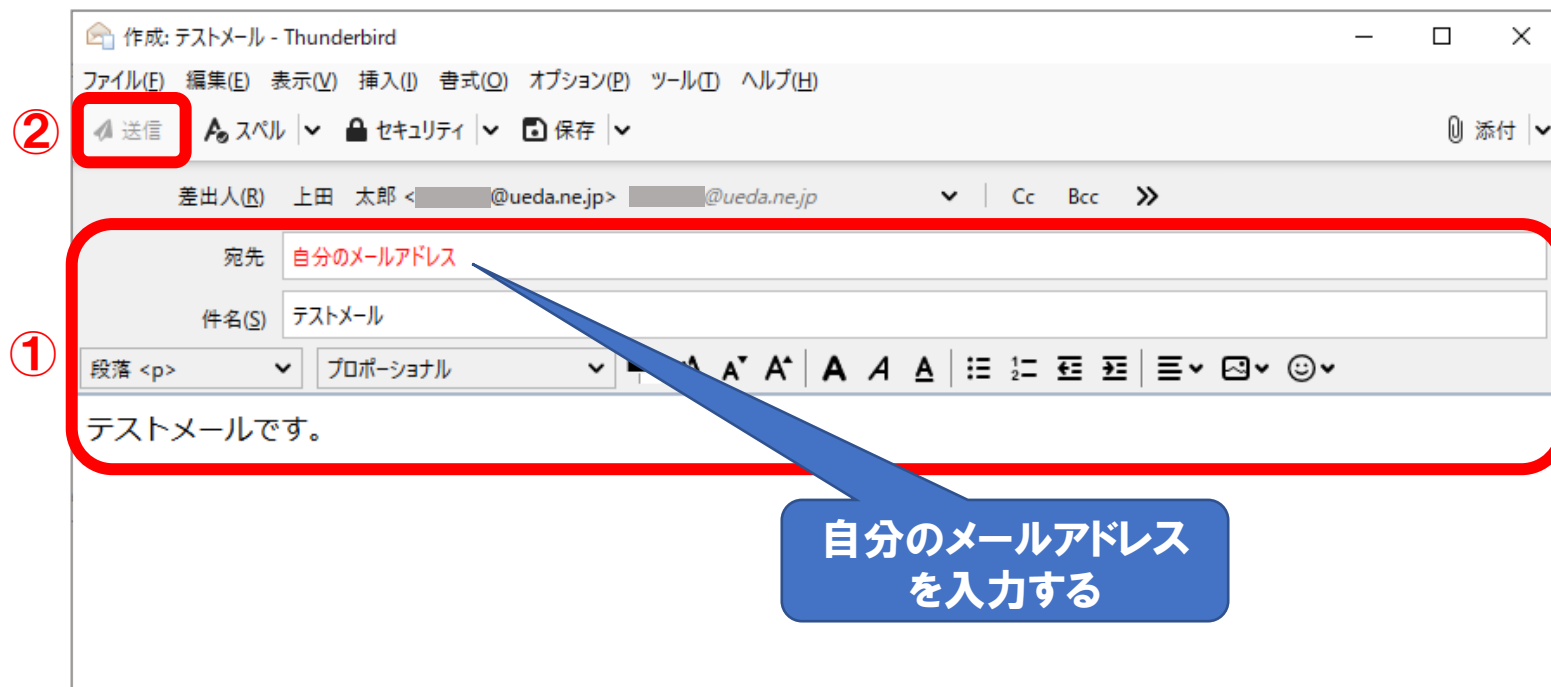 作成: テストメール - Thunderbird
ファイル(F) 編集(E) 表示(V) 挿入(I) 書式(O) オプション(P) ツール(T) ヘルプ(H)
② 送信 スペル セキュリティ 保存 添付
差出人(R) 上田 太郎 < @ueda.ne.jp> @ueda.ne.jp Cc Bcc
宛先 自分のメールアドレス
件名(S) テストメール
①
段落 <p> プロポーショナル
テストメールです。
自分のメールアドレス
を入力する